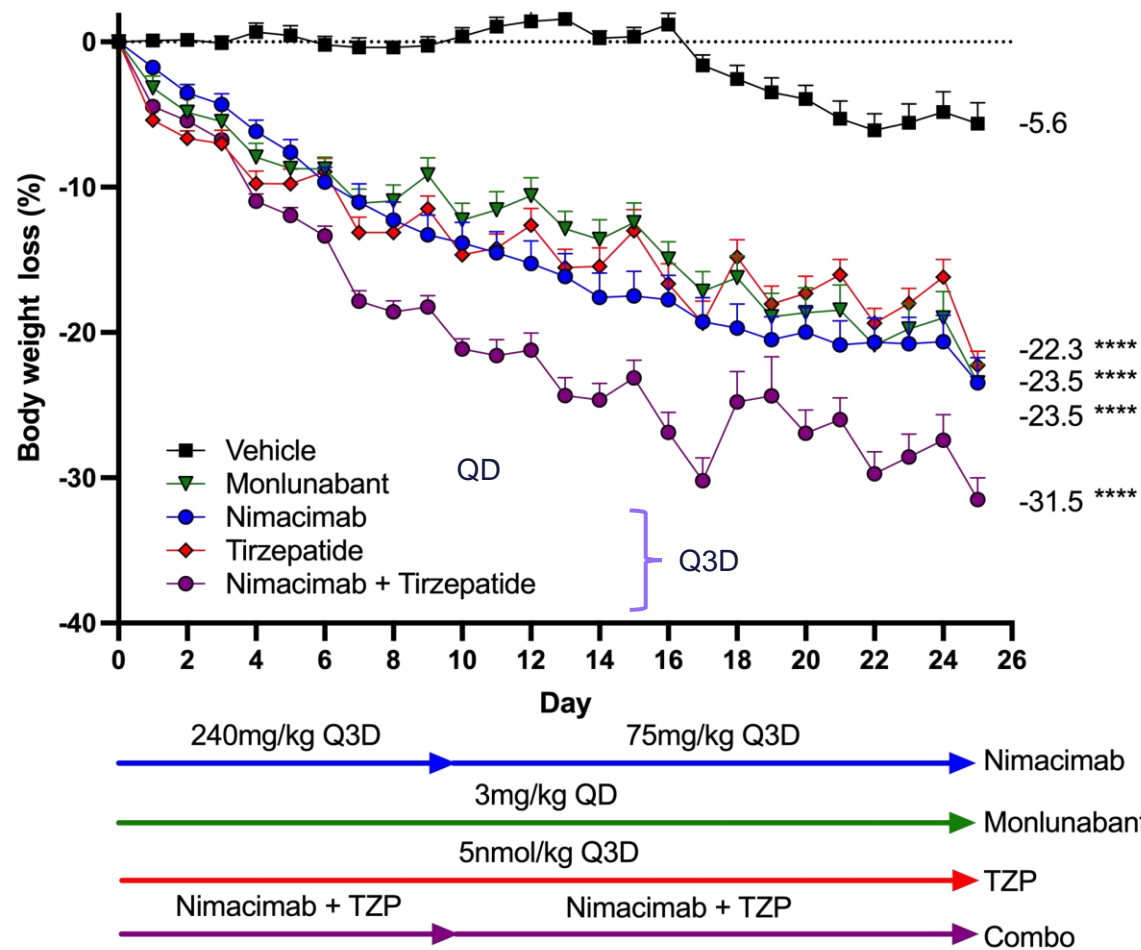 0
-5.6
-10
-20
-22.3 ****
-23.5 ****
-23.5 ****
-30
-31.5 ****
-40
Body weight loss (%)
Vehicle
Monlunabant
QD
Nimacimab
Tirzepatide
Q3D
Nimacimab + Tirzepatide
0 2 4 6 8 10 12 14 16 18 20 22 24 26
Day
240mg/kg Q3D 75mg/kg Q3D
Nimacimab
3mg/kg QD
Monlunabant
5nmol/kg Q3D
TZP
Nimacimab + TZP Nimacimab + TZP
Combo